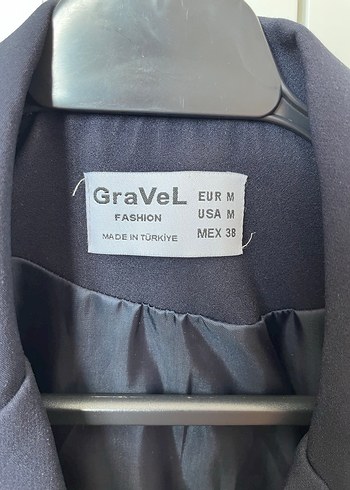 GraVeL
FASHION
MADE IN TÜRKİYE
EUR M
USA M
MEX 38